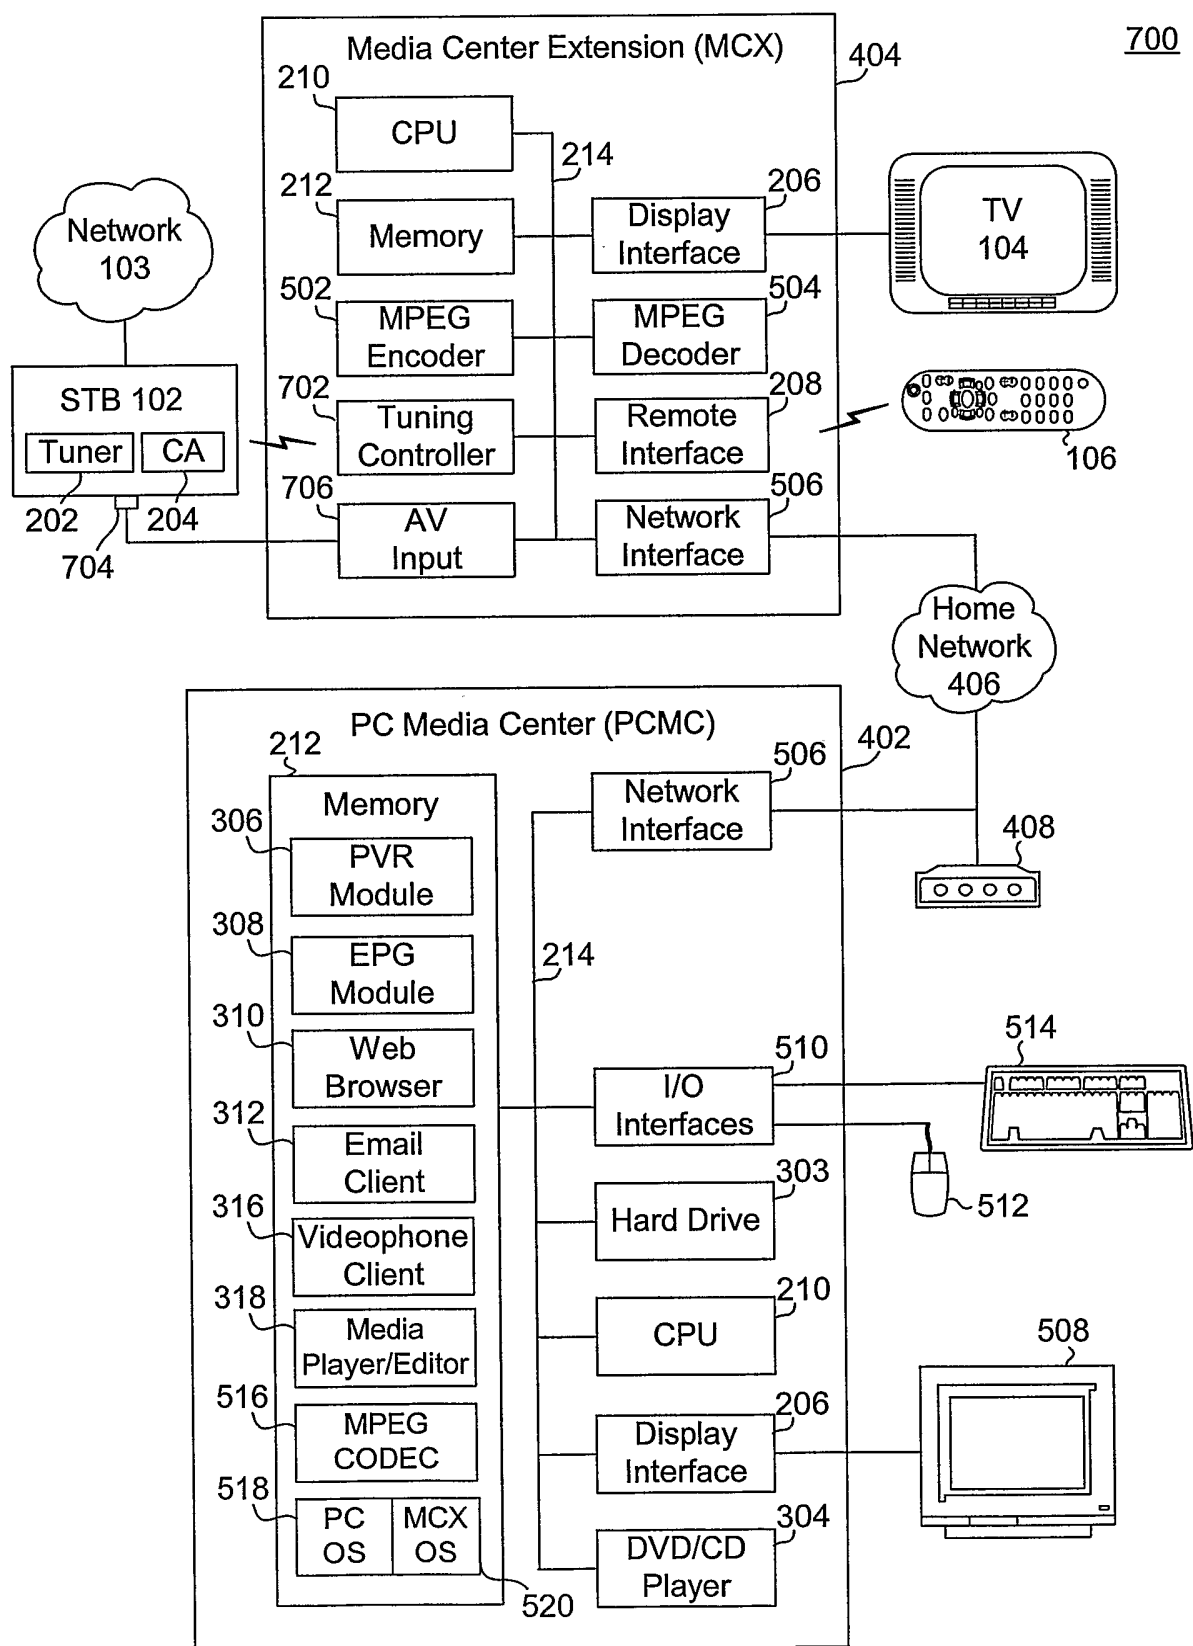 700
Media Center Extension (MCX)
404
210
CPU
214
212
Memory
206
Display
Interface
TV
104
Network
103
502
MPEG
Encoder
504
MPEG
Decoder
STB 102
Tuner
CA
202
204
704
702
Tuning
Controller
208
Remote
Interface
106
706
AV
Input
506
Network
Interface
Home
Network
406
PC Media Center (PCMC)
402
212
Memory
506
Network
Interface
408
306
PVR
Module
308
EPG
Module
214
310
Web
Browser
510
I/O
Interfaces
514
512
312
Email
Client
303
Hard Drive
316
Videophone
Client
210
CPU
318
Media
Player/Editor
508
516
MPEG
CODEC
206
Display
Interface
518
PC
OS
MCX
OS
520
304
DVD/CD
Player